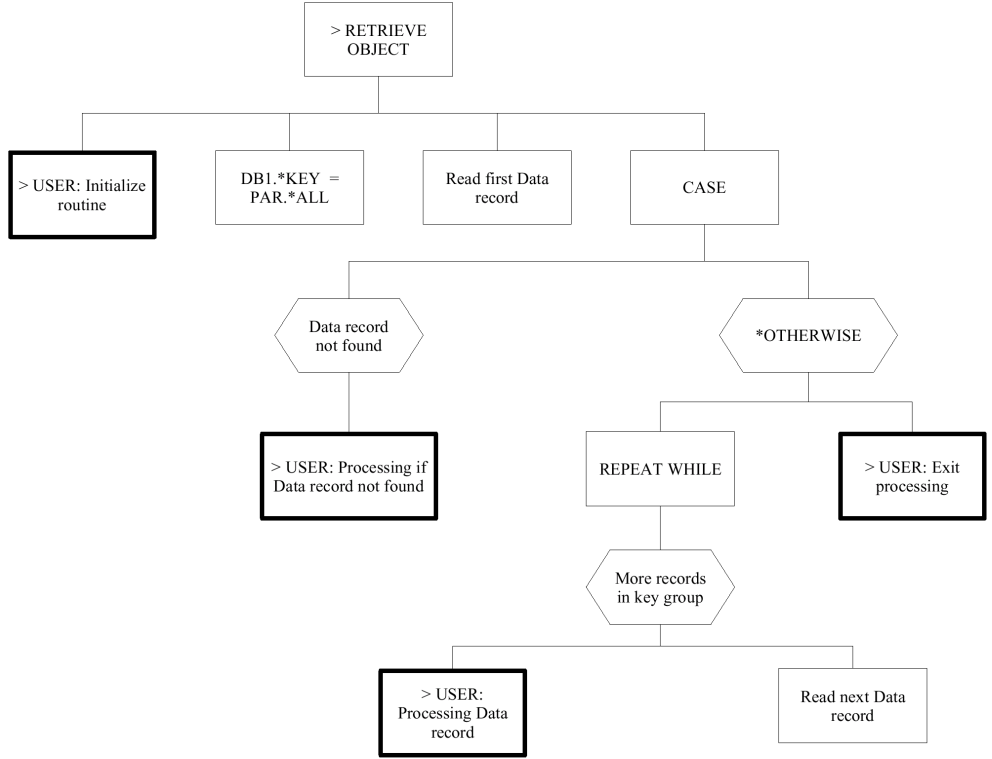 > RETRIEVE
OBJECT
> USER: Initialize
routine
DB1.*KEY =
PAR.*ALL
Read first Data
record
CASE
Data record
not found
*OTHERWISE
> USER: Processing if
Data record not found
REPEAT WHILE
> USER: Exit
processing
More records
in key group
> USER:
Processing Data
record
Read next Data
record